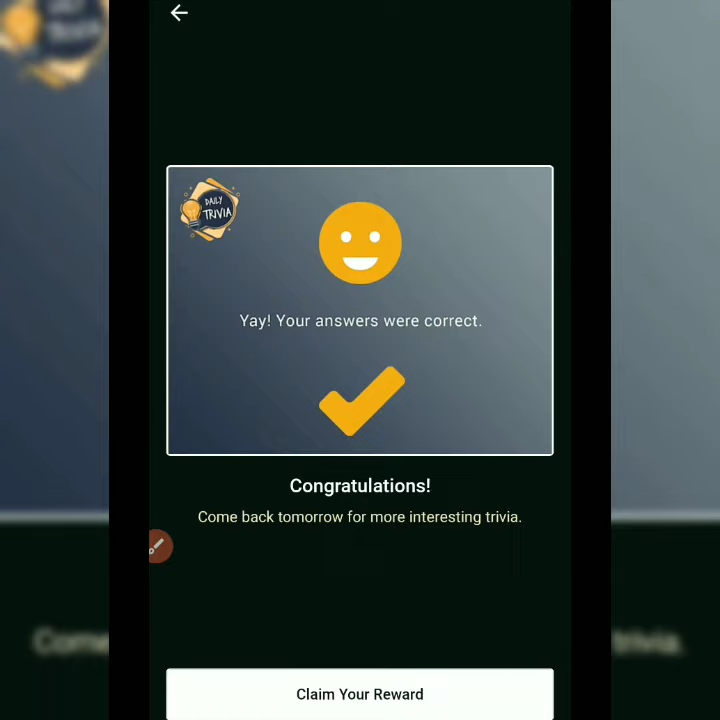 DAILY
TRIVIA
Yay! Your answers were correct.
Congratulations!
Come back tomorrow for more interesting trivia.
Claim Your Reward